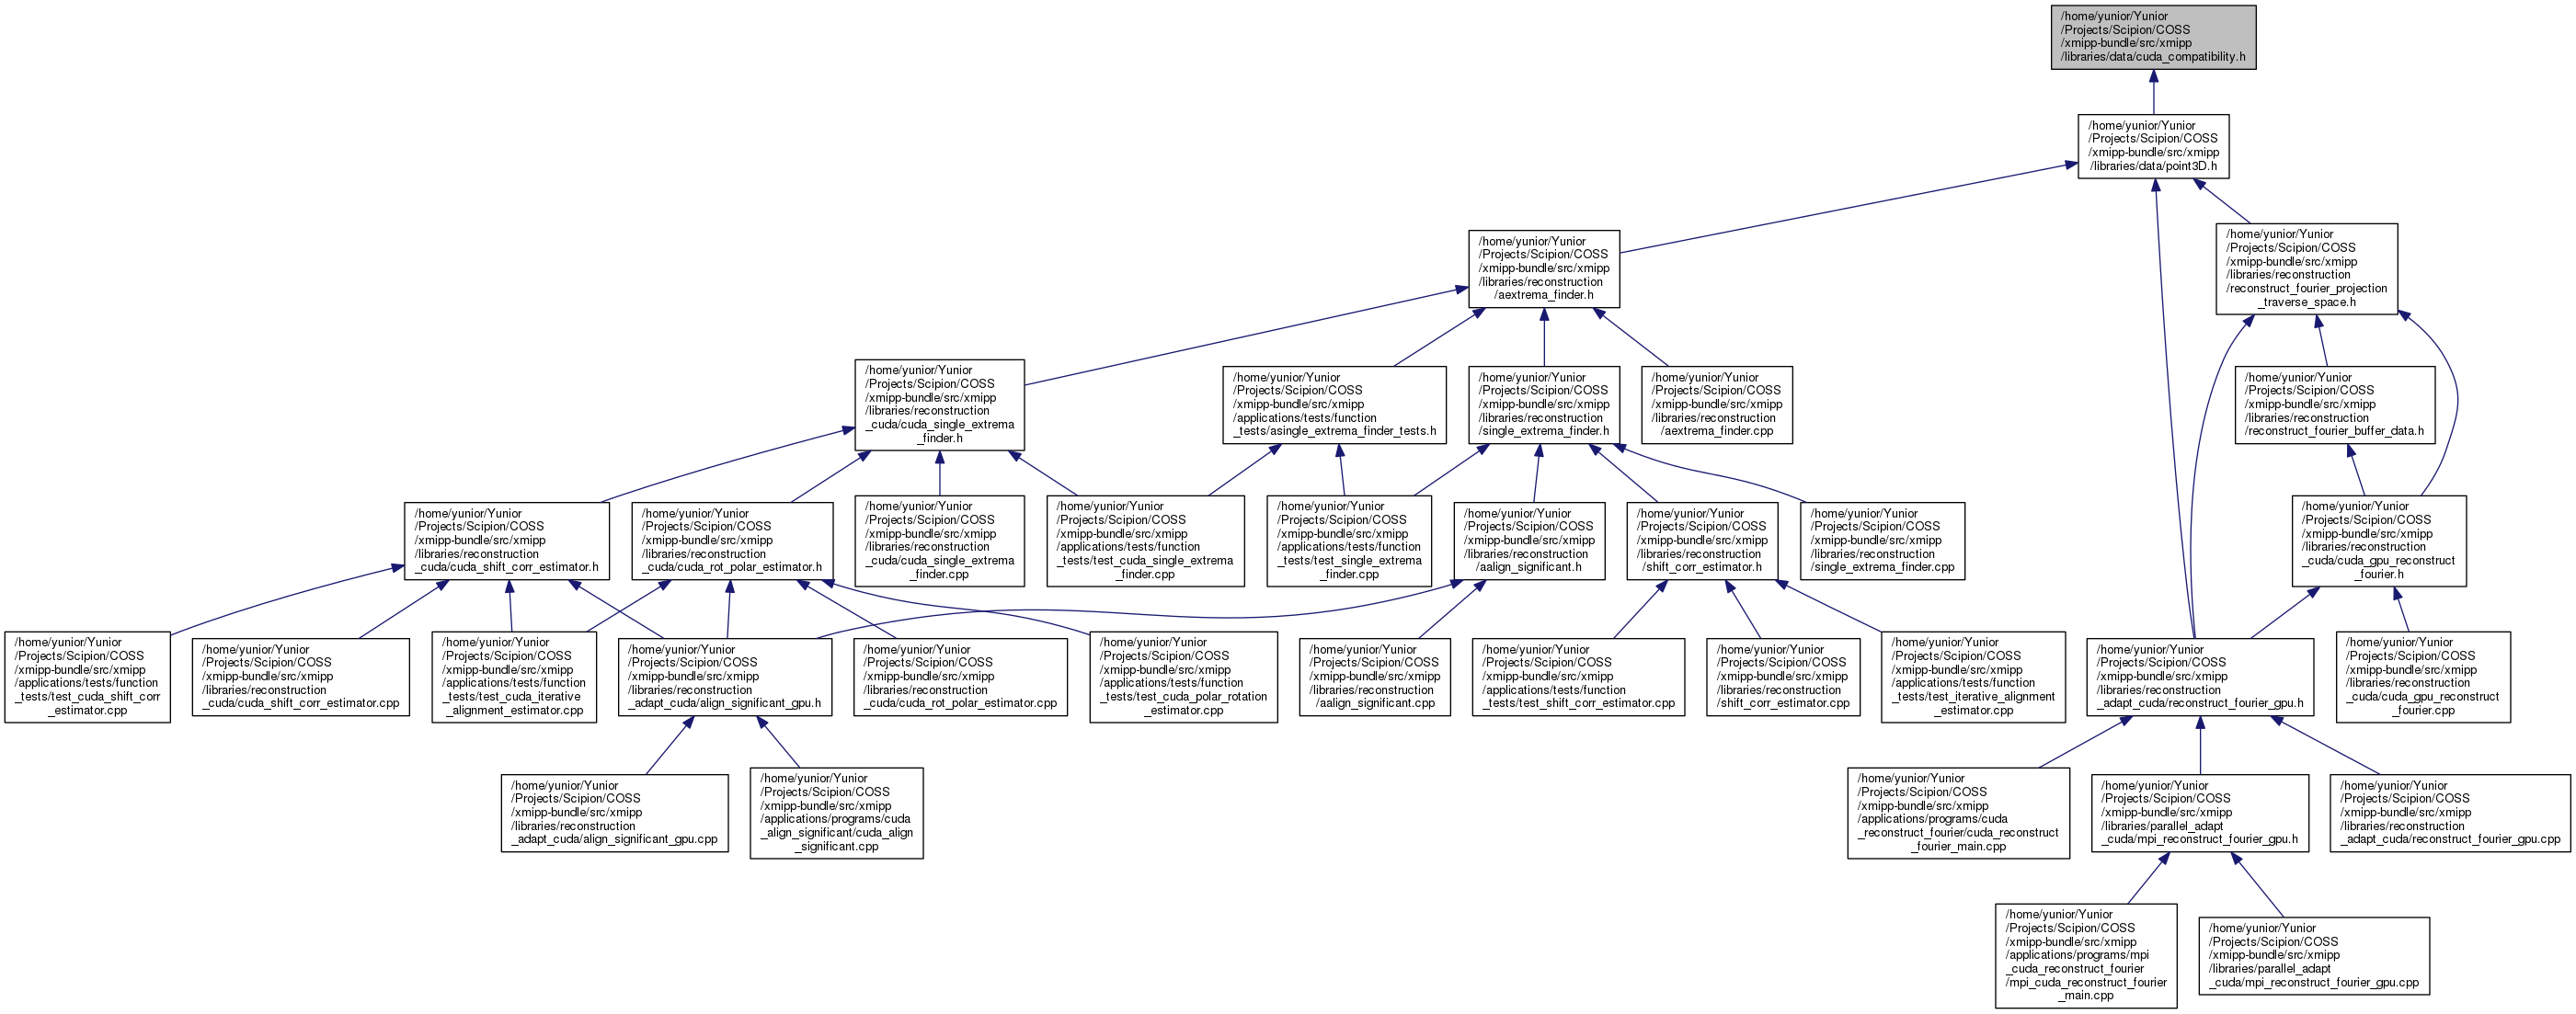 /home/yunior/Yunior
/Projects/Scipion/COSS
/xmipp-bundle/src/xmipp
/libraries/data/cuda_compatibility.h
/home/yunior/Yunior
/Projects/Scipion/COSS
/xmipp-bundle/src/xmipp
/libraries/data/point3D.h
/home/yunior/Yunior
/Projects/Scipion/COSS
/xmipp-bundle/src/xmipp
/libraries/reconstruction
/aextrema_finder.h
/home/yunior/Yunior
/Projects/Scipion/COSS
/xmipp-bundle/src/xmipp
/libraries/reconstruction
/reconstruct_fourier_projection
_traverse_space.h
/home/yunior/Yunior
/Projects/Scipion/COSS
/xmipp-bundle/src/xmipp
/libraries/reconstruction
_cuda/cuda_single_extrema
_finder.h
/home/yunior/Yunior
/Projects/Scipion/COSS
/xmipp-bundle/src/xmipp
/applications/tests/function
_tests/asingle_extrema_finder_tests.h
/home/yunior/Yunior
/Projects/Scipion/COSS
/xmipp-bundle/src/xmipp
/libraries/reconstruction
/single_extrema_finder.h
/home/yunior/Yunior
/Projects/Scipion/COSS
/xmipp-bundle/src/xmipp
/libraries/reconstruction
/aextrema_finder.cpp
/home/yunior/Yunior
/Projects/Scipion/COSS
/xmipp-bundle/src/xmipp
/libraries/reconstruction
/reconstruct_fourier_buffer_data.h
/home/yunior/Yunior
/Projects/Scipion/COSS
/xmipp-bundle/src/xmipp
/libraries/reconstruction
_cuda/cuda_shift_corr_estimator.h
/home/yunior/Yunior
/Projects/Scipion/COSS
/xmipp-bundle/src/xmipp
/libraries/reconstruction
_cuda/cuda_rot_polar_estimator.h
/home/yunior/Yunior
/Projects/Scipion/COSS
/xmipp-bundle/src/xmipp
/libraries/reconstruction
_cuda/cuda_single_extrema
_finder.cpp
/home/yunior/Yunior
/Projects/Scipion/COSS
/xmipp-bundle/src/xmipp
/applications/tests/function
_tests/test_cuda_single_extrema
_finder.cpp
/home/yunior/Yunior
/Projects/Scipion/COSS
/xmipp-bundle/src/xmipp
/applications/tests/function
_tests/test_single_extrema
_finder.cpp
/home/yunior/Yunior
/Projects/Scipion/COSS
/xmipp-bundle/src/xmipp
/libraries/reconstruction
/aalign_significant.h
/home/yunior/Yunior
/Projects/Scipion/COSS
/xmipp-bundle/src/xmipp
/libraries/reconstruction
/shift_corr_estimator.h
/home/yunior/Yunior
/Projects/Scipion/COSS
/xmipp-bundle/src/xmipp
/libraries/reconstruction
/single_extrema_finder.cpp
/home/yunior/Yunior
/Projects/Scipion/COSS
/xmipp-bundle/src/xmipp
/libraries/reconstruction
_cuda/cuda_gpu_reconstruct
_fourier.h
/home/yunior/Yunior
/Projects/Scipion/COSS
/xmipp-bundle/src/xmipp
/applications/tests/function
_tests/test_cuda_shift_corr
_estimator.cpp
/home/yunior/Yunior
/Projects/Scipion/COSS
/xmipp-bundle/src/xmipp
/libraries/reconstruction
_cuda/cuda_shift_corr_estimator.cpp
/home/yunior/Yunior
/Projects/Scipion/COSS
/xmipp-bundle/src/xmipp
/applications/tests/function
_tests/test_cuda_iterative
_alignment_estimator.cpp
/home/yunior/Yunior
/Projects/Scipion/COSS
/xmipp-bundle/src/xmipp
/libraries/reconstruction
_adapt_cuda/align_significant_gpu.h
/home/yunior/Yunior
/Projects/Scipion/COSS
/xmipp-bundle/src/xmipp
/libraries/reconstruction
_cuda/cuda_rot_polar_estimator.cpp
/home/yunior/Yunior
/Projects/Scipion/COSS
/xmipp-bundle/src/xmipp
/applications/tests/function
_tests/test_cuda_polar_rotation
_estimator.cpp
/home/yunior/Yunior
/Projects/Scipion/COSS
/xmipp-bundle/src/xmipp
/libraries/reconstruction
/aalign_significant.cpp
/home/yunior/Yunior
/Projects/Scipion/COSS
/xmipp-bundle/src/xmipp
/applications/tests/function
_tests/test_shift_corr_estimator.cpp
/home/yunior/Yunior
/Projects/Scipion/COSS
/xmipp-bundle/src/xmipp
/libraries/reconstruction
/shift_corr_estimator.cpp
/home/yunior/Yunior
/Projects/Scipion/COSS
/xmipp-bundle/src/xmipp
/applications/tests/function
_tests/test_iterative_alignment
_estimator.cpp
/home/yunior/Yunior
/Projects/Scipion/COSS
/xmipp-bundle/src/xmipp
/libraries/reconstruction
_adapt_cuda/reconstruct_fourier_gpu.h
/home/yunior/Yunior
/Projects/Scipion/COSS
/xmipp-bundle/src/xmipp
/libraries/reconstruction
_cuda/cuda_gpu_reconstruct
_fourier.cpp
/home/yunior/Yunior
/Projects/Scipion/COSS
/xmipp-bundle/src/xmipp
/libraries/reconstruction
_adapt_cuda/align_significant_gpu.cpp
/home/yunior/Yunior
/Projects/Scipion/COSS
/xmipp-bundle/src/xmipp
/applications/programs/cuda
_align_significant/cuda_align
_significant.cpp
/home/yunior/Yunior
/Projects/Scipion/COSS
/xmipp-bundle/src/xmipp
/applications/programs/cuda
_reconstruct_fourier/cuda_reconstruct
_fourier_main.cpp
/home/yunior/Yunior
/Projects/Scipion/COSS
/xmipp-bundle/src/xmipp
/libraries/parallel_adapt
_cuda/mpi_reconstruct_fourier_gpu.h
/home/yunior/Yunior
/Projects/Scipion/COSS
/xmipp-bundle/src/xmipp
/libraries/reconstruction
_adapt_cuda/reconstruct_fourier_gpu.cpp
/home/yunior/Yunior
/Projects/Scipion/COSS
/xmipp-bundle/src/xmipp
/applications/programs/mpi
_cuda_reconstruct_fourier
/mpi_cuda_reconstruct_fourier
_main.cpp
/home/yunior/Yunior
/Projects/Scipion/COSS
/xmipp-bundle/src/xmipp
/libraries/parallel_adapt
_cuda/mpi_reconstruct_fourier_gpu.cpp